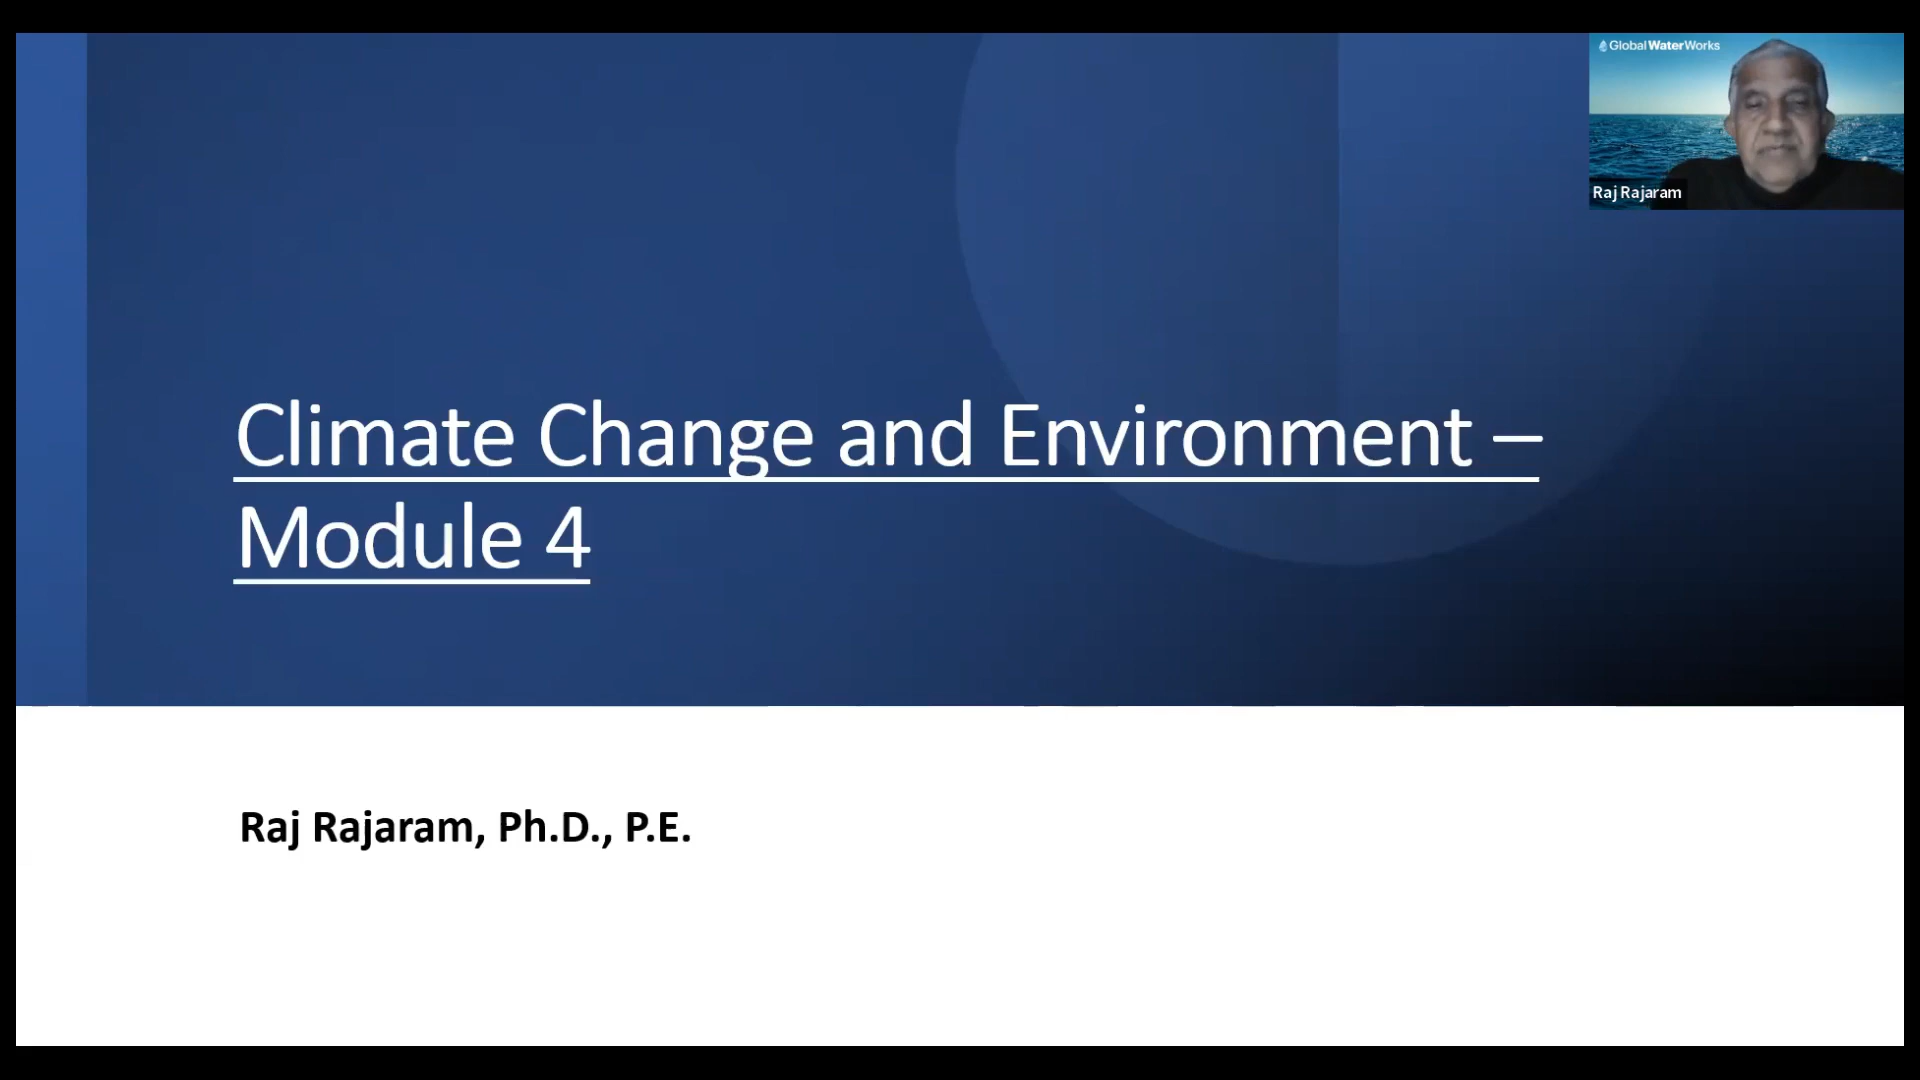 Global WaterWorks
Raj Rajaram
Climate Change and Environment –
Module 4
Raj Rajaram, Ph.D., P.E.